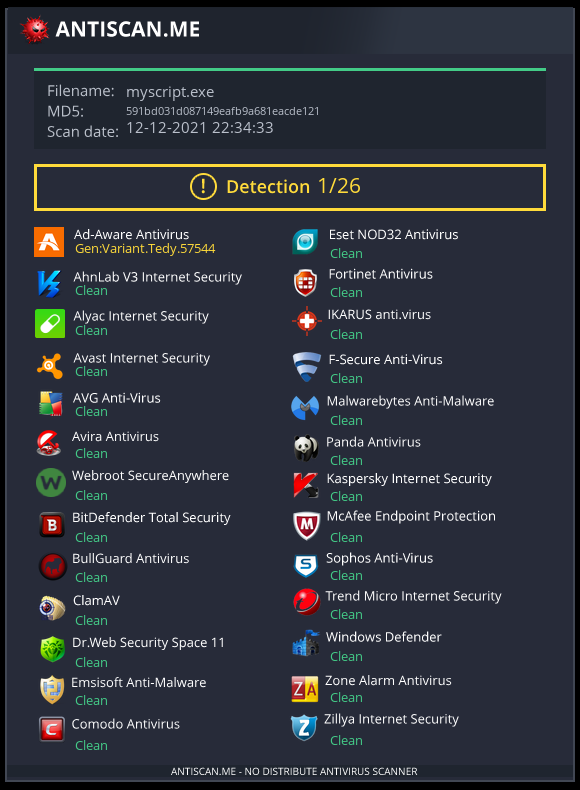 ANTISCAN.ME
Filename: myscript.exe
MD5: 591bd031d087149eafb9a681eacde121
Scan date: 12-12-2021 22:34:33
! Detection 1/26
Ad-Aware Antivirus
Gen:Variant.Tedy.57544
AhnLab V3 Internet Security
Clean
Alyac Internet Security
Clean
Avast Internet Security
Clean
AVG Anti-Virus
Clean
Avira Antivirus
Clean
W
Webroot SecureAnywhere
Clean
B
BitDefender Total Security
Clean
BullGuard Antivirus
Clean
ClamAV
Clean
Dr.Web Security Space 11
Clean
Emsisoft Anti-Malware
Clean
C
Comodo Antivirus
Clean
Eset NOD32 Antivirus
Clean
Fortinet Antivirus
Clean
IKARUS anti.virus
Clean
F-Secure Anti-Virus
Clean
Malwarebytes Anti-Malware
Clean
Panda Antivirus
Clean
Kaspersky Internet Security
Clean
M
McAfee Endpoint Protection
Clean
S
Sophos Anti-Virus
Clean
Trend Micro Internet Security
Clean
Windows Defender
Clean
ZA
Zone Alarm Antivirus
Clean
Z
Zillya Internet Security
Clean
ANTISCAN.ME - NO DISTRIBUTE ANTIVIRUS SCANNER